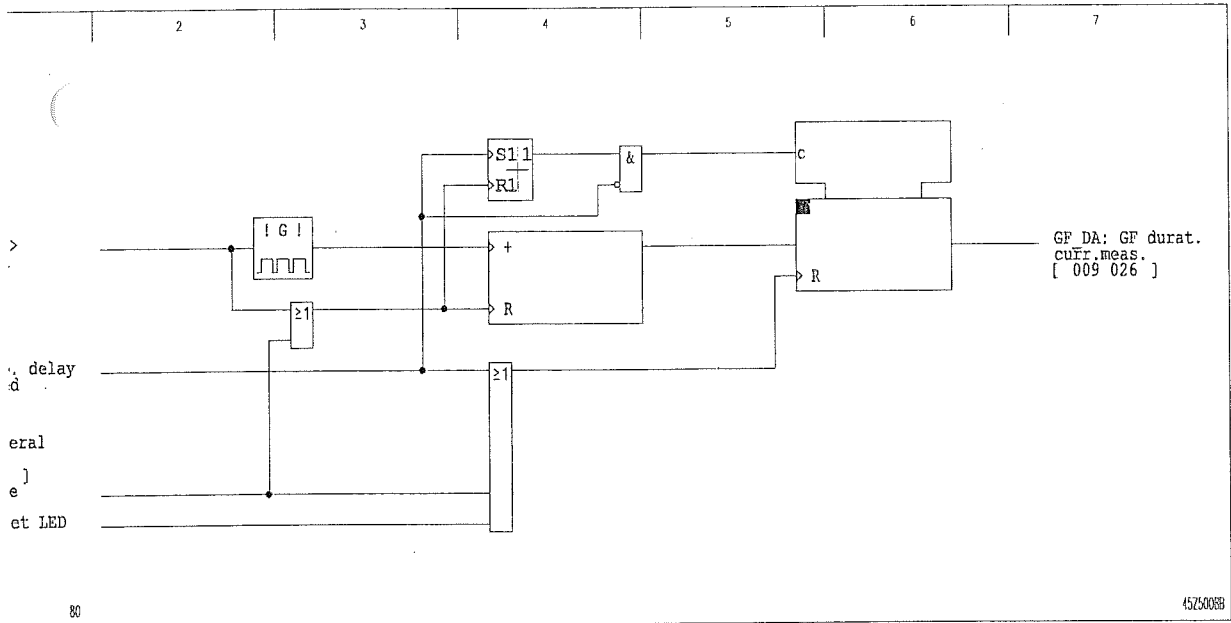 2 3 4 5 6 7
S1 1
R1
&
c
! G !
+
R
≥1
R
GF_DA: GF durat.
curr.meas.
[ 009 026 ]
>
delay
d
≥1
eral
]
e
et LED
80